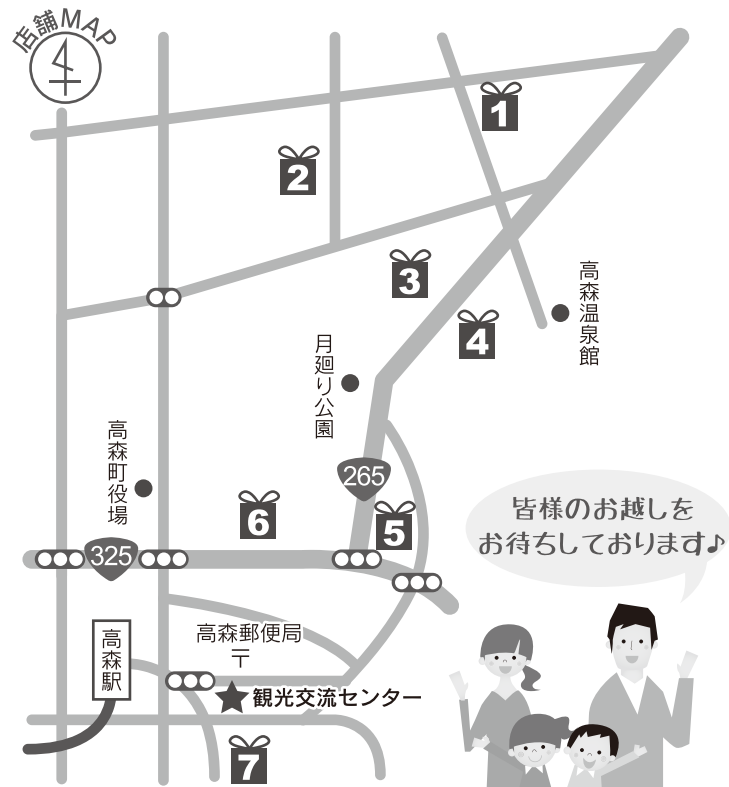 店舗MAP
1
2
3
高森温泉館
4
月廻り公園
高森町役場
265
6
5
皆様のお越しを
お待ちしております♪
325
高森駅
高森郵便局
〒
★観光交流センター
7